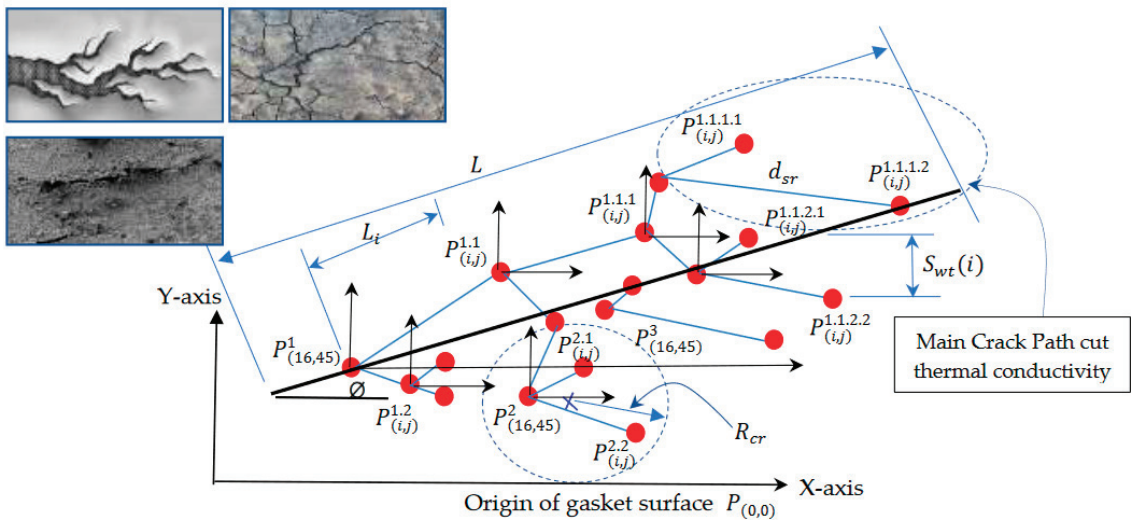 P^{1.1.1.1}_{(i,j)}
L
d_{sr}
P^{1.1.1.2}_{(i,j)}
P^{1.1.1}_{(i,j)}
P^{1.1.2.1}_{(i,j)}
L_i
P^{1.1}_{(i,j)}
S_{wt}(i)
Y-axis
P^{1.1.2.2}_{(i,j)}
P^{2.1}_{(i,j)}
P^{3}_{(16,45)}
P^{1}_{(16,45)}
Main Crack Path cut
thermal conductivity
Ø
P^{1.2}_{(i,j)}
P^{2}_{(16,45)}
R_{cr}
P^{2.2}_{(i,j)}
X-axis
Origin of gasket surface P_{(0,0)}